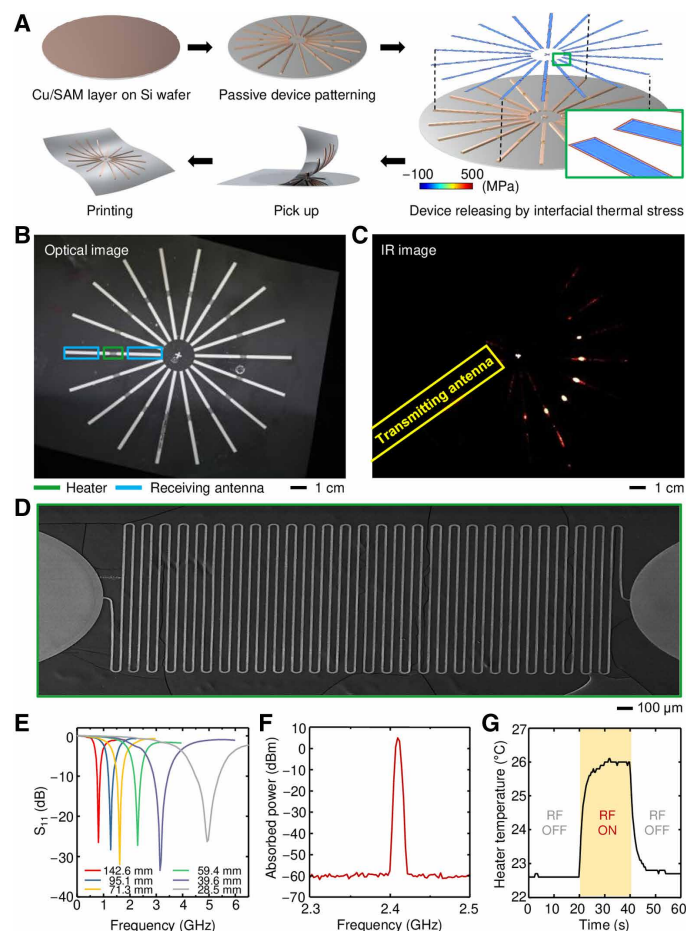 A
Cu/SAM layer on Si wafer
Passive device patterning
−100 500
(MPa)
Printing
Pick up
Device releasing by interfacial thermal stress
B
Optical image
C
IR image
Transmitting antenna
Heater Receiving antenna 1 cm
1 cm
D
100 μm
E
S11 (dB)
0
−10
−20
−30
−40
142.6 mm 59.4 mm
95.1 mm 39.6 mm
71.3 mm 28.5 mm
0 1 2 3 4 5 6
Frequency (GHz)
F
Absorbed power (dBm)
10
0
−10
−20
−30
−40
−50
−60
−70
2.3 2.4 2.5
Frequency (GHz)
G
Heater temperature (°C)
27
26
25
24
23
22
RF OFF
RF ON
RF OFF
0 10 20 30 40 50 60
Time (s)